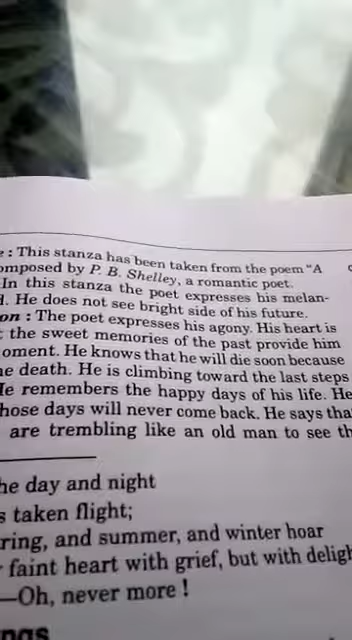 : This stanza has been taken from the poem "A
omposed by P. B. Shelley, a romantic poet.
In this stanza the poet expresses his melan-
. He does not see bright side of his future.
on : The poet expresses his agony. His heart is
the sweet memories of the past provide him
oment. He knows that he will die soon because
e death. He is climbing toward the last steps
He remembers the happy days of his life. He
hose days will never come back. He says tha
are trembling like an old man to see th
he day and night
s taken flight;
ring, and summer, and winter hoar
faint heart with grief, but with deligh
—Oh, never more !
ngs